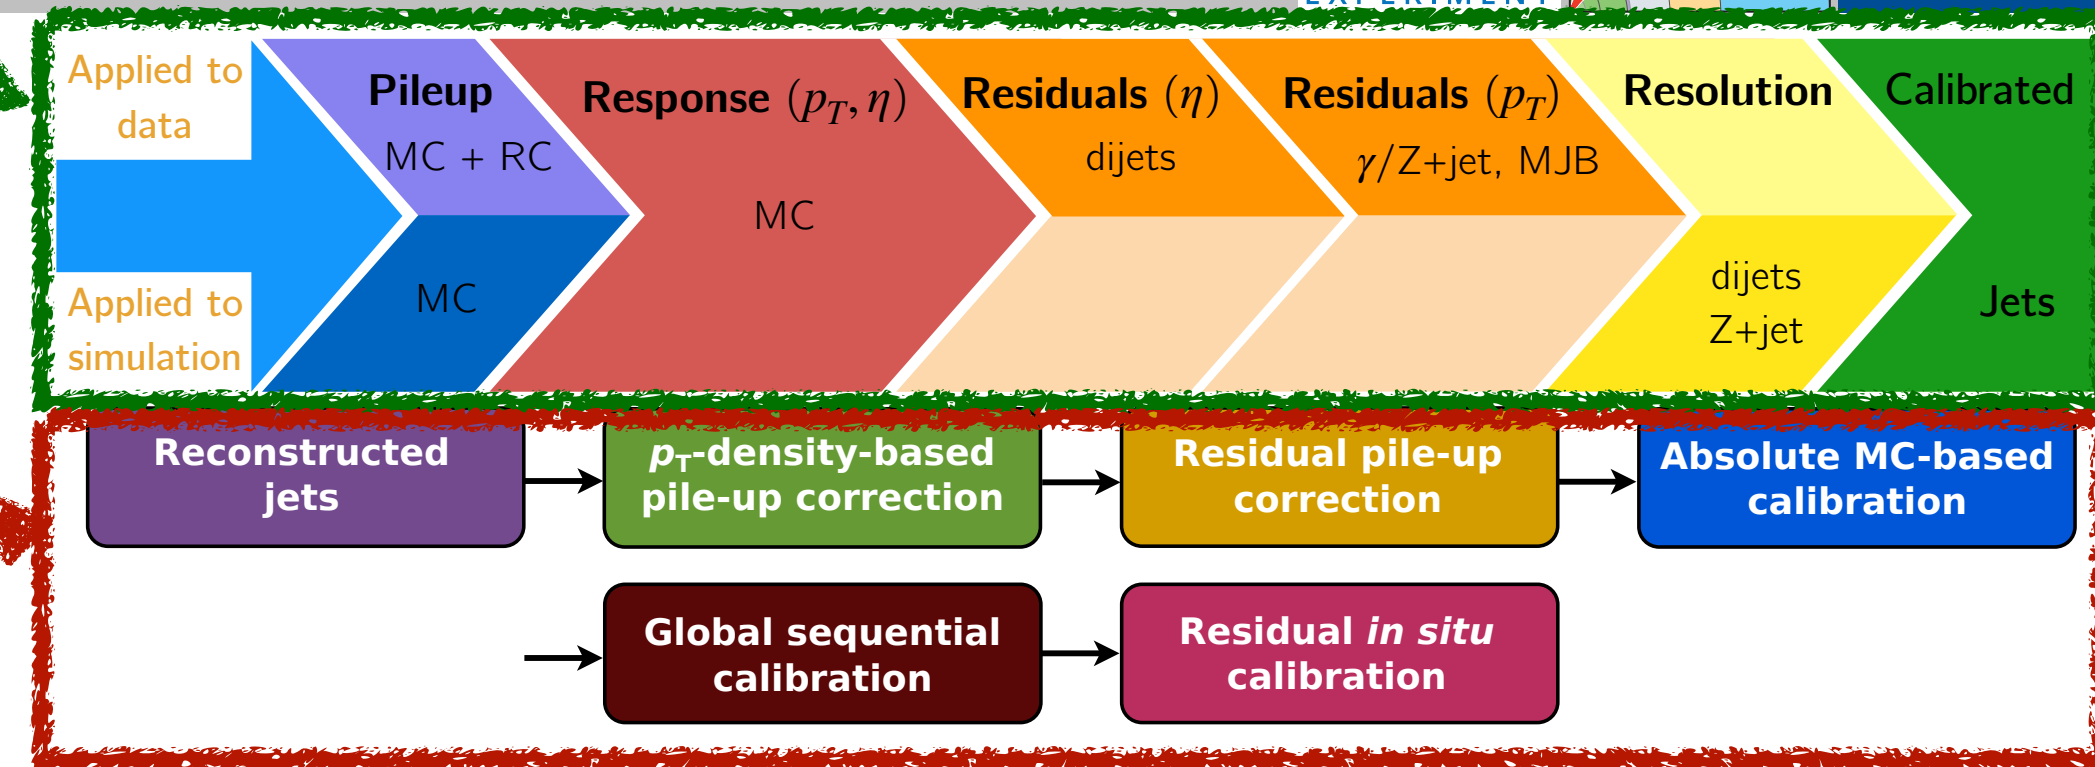 EXPERIMENT
Applied to
data
Pileup
MC + RC
Response (p_T, η)
MC
Residuals (η)
dijets
Residuals (p_T)
γ/Z+jet, MJB
Resolution
Calibrated
Applied to
simulation
MC
dijets
Z+jet
Jets
Reconstructed
jets
p_T-density-based
pile-up correction
Residual pile-up
correction
Absolute MC-based
calibration
Global sequential
calibration
Residual in situ
calibration